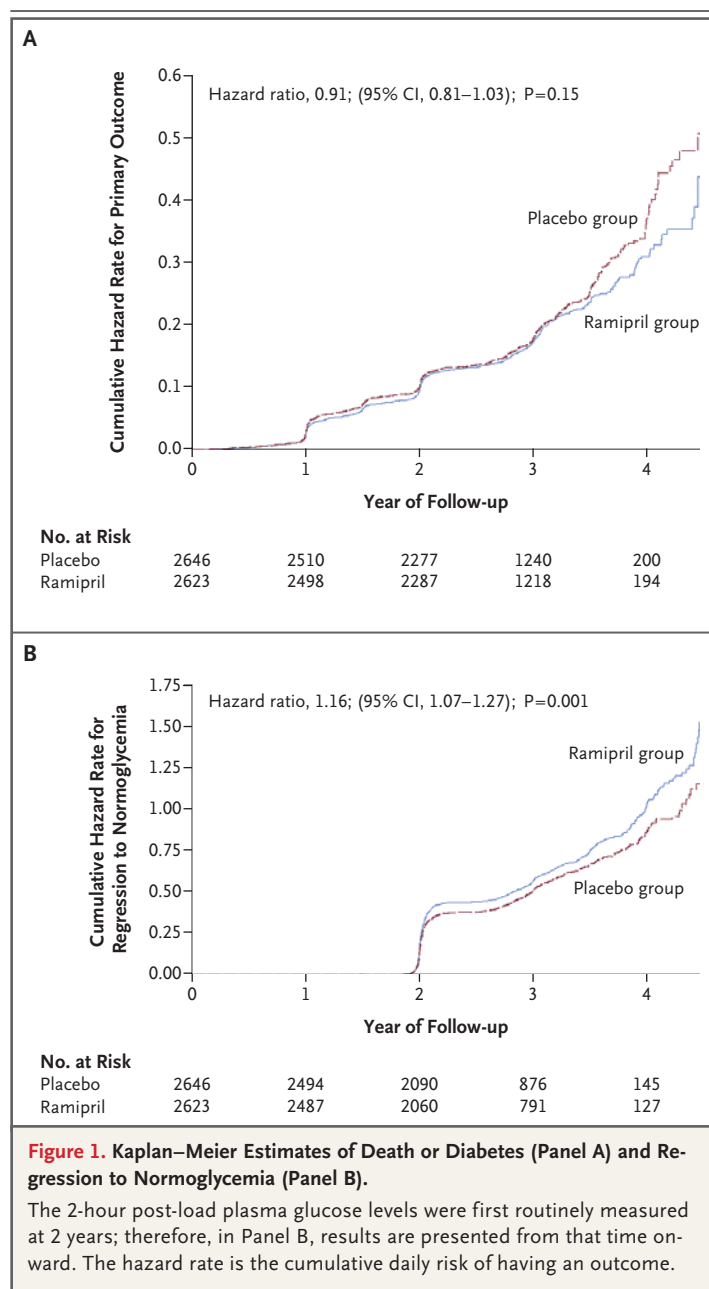 A
Cumulative Hazard Rate for Primary Outcome
0.6
0.5
0.4
0.3
0.2
0.1
0.0
Hazard ratio, 0.91; (95% CI, 0.81–1.03); P=0.15
Placebo group
Ramipril group
0 1 2 3 4
Year of Follow-up
No. at Risk
Placebo 2646 2510 2277 1240 200
Ramipril 2623 2498 2287 1218 194
B
Cumulative Hazard Rate for
Regression to Normoglycemia
1.75
1.50
1.25
1.00
0.75
0.50
0.25
0.00
Hazard ratio, 1.16; (95% CI, 1.07–1.27); P=0.001
Ramipril group
Placebo group
0 1 2 3 4
Year of Follow-up
No. at Risk
Placebo 2646 2494 2090 876 145
Ramipril 2623 2487 2060 791 127
Figure 1. Kaplan–Meier Estimates of Death or Diabetes (Panel A) and Re-
gression to Normoglycemia (Panel B).
The 2-hour post-load plasma glucose levels were first routinely measured
at 2 years; therefore, in Panel B, results are presented from that time on-
ward. The hazard rate is the cumulative daily risk of having an outcome.